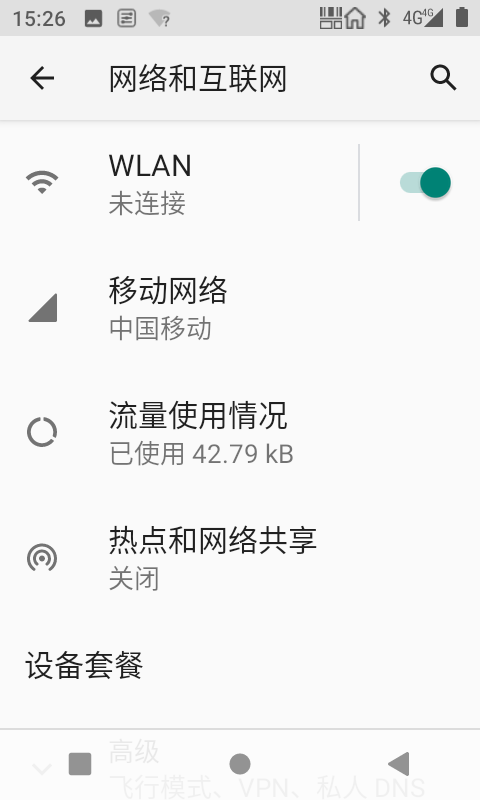 15:26 4G 4G
网络和互联网
WLAN
未连接
移动网络
中国移动
流量使用情况
已使用 42.79 kB
热点和网络共享
关闭
设备套餐
高级
飞行模式、VPN、私人 DNS